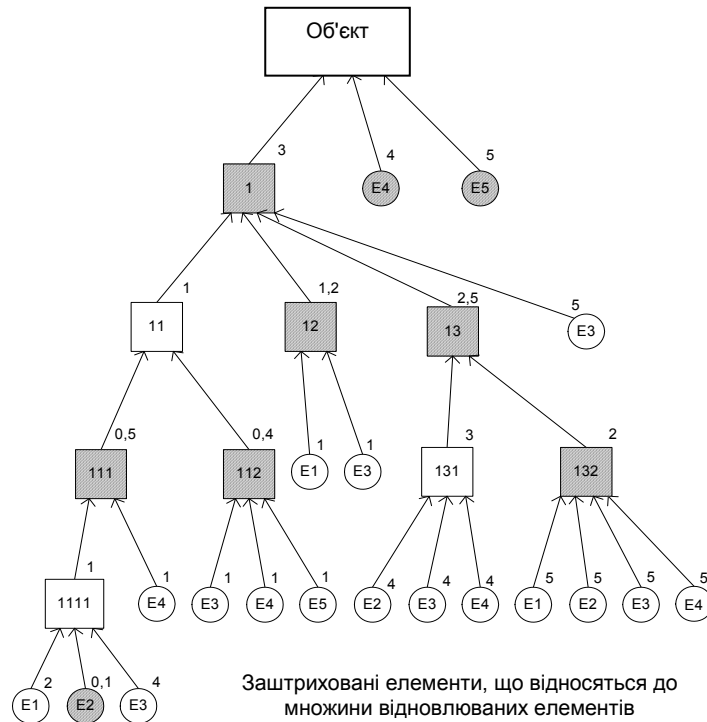 Об'єкт
3
4
5
1
E4
E5
1
1,2
2,5
5
11
12
13
E3
0,5
0,4
1
1
3
2
111
112
E1
E3
131
132
1
1
1
1
1
4
4
4
5
5
5
5
1111
E4
E3
E4
E5
E2
E3
E4
E1
E2
E3
E4
2
0,1
4
E1
E2
E3
Заштриховані елементи, що відносяться до
множини відновлюваних елементів